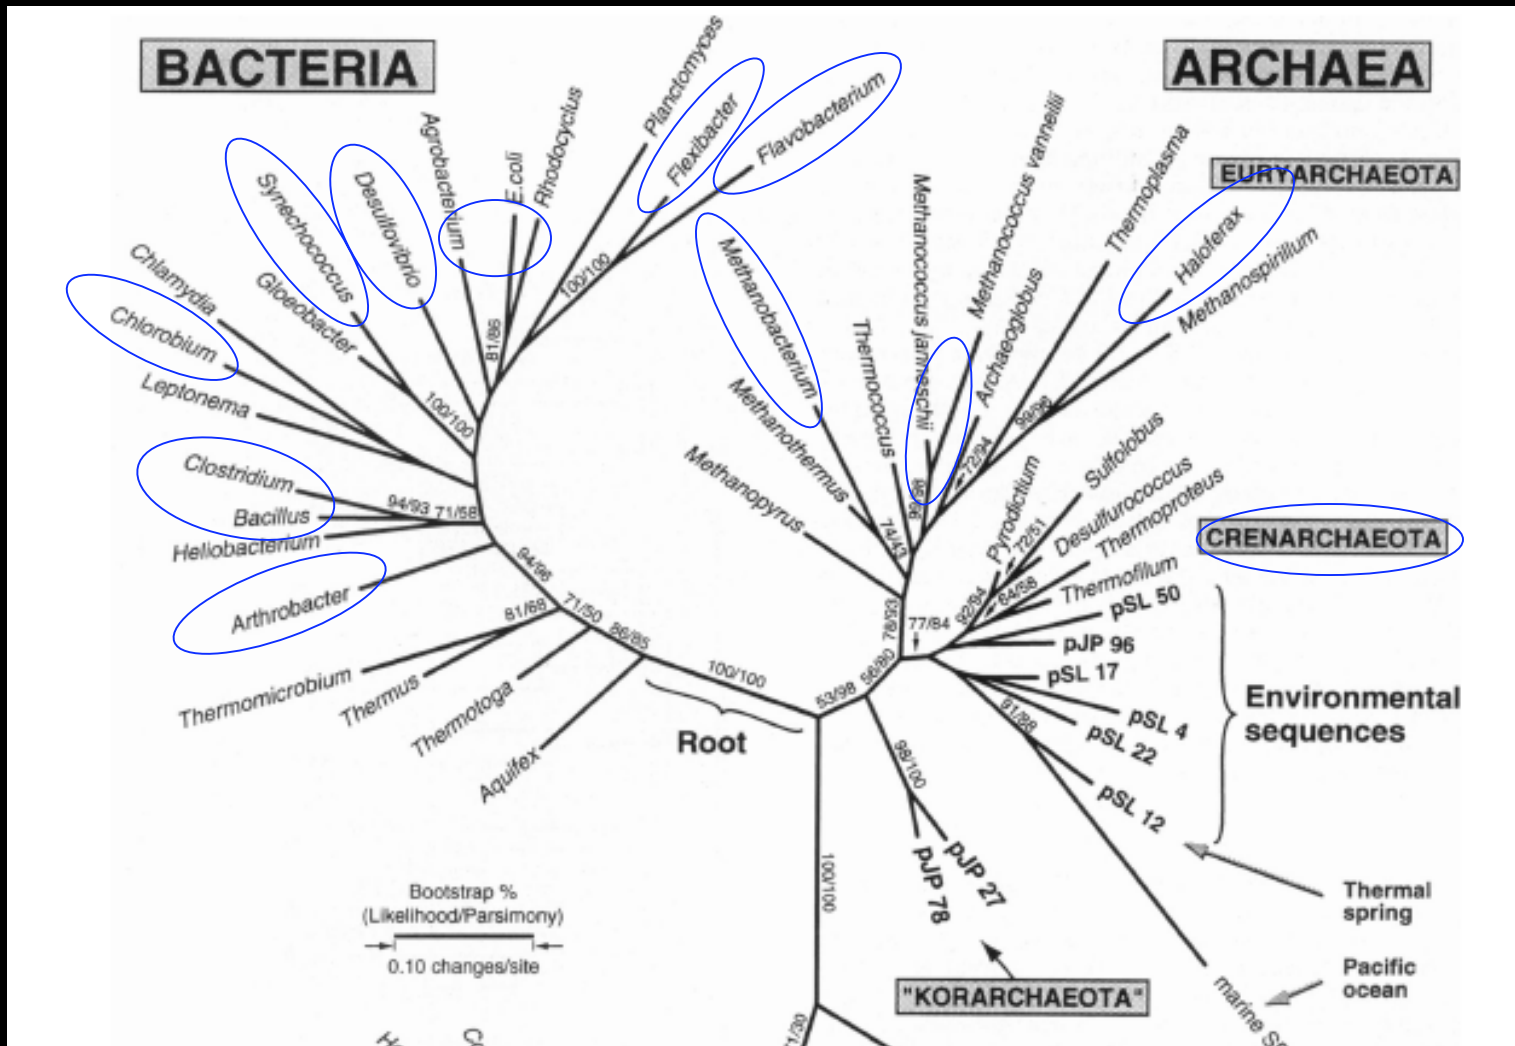 BACTERIA
ARCHAEA
EURYARCHAEOTA
CRENARCHAEOTA
"KORARCHAEOTA"
Planctomyces
Flexibacter
Flavobacterium
Rhodocyclus
E.coli
Agrobacterium
Desulfovibrio
Synechococcus
Gloeobacter
Chlamydia
Chlorobium
Leptonema
Clostridium
Bacillus
Heliobacterium
Arthrobacter
Thermomicrobium
Thermus
Thermotoga
Aquifex
100/100
81/86
100/100
94/93
71/58
94/96
81/68
71/50
86/85
100/100
Root
Methanopyrus
Methanothermus
Methanobacterium
Thermococcus
Methanococcus janneschii
Methanococcus vannielii
Archaeoglobus
Thermoplasma
Haloferax
Methanospirillum
Pyrodictium
Sulfolobus
Desulfurococcus
Thermoproteus
Thermofilum
pSL 50
pJP 96
pSL 17
pSL 4
pSL 22
pSL 12
pJP 27
pJP 78
74/43
72/94
72/51
64/58
92/94
78/93
77/84
56/80
53/98
91/88
98/100
100/100
Environmental
sequences
Thermal
spring
Pacific
ocean
marine
Bootstrap %
(Likelihood/Parsimony)
0.10 changes/site